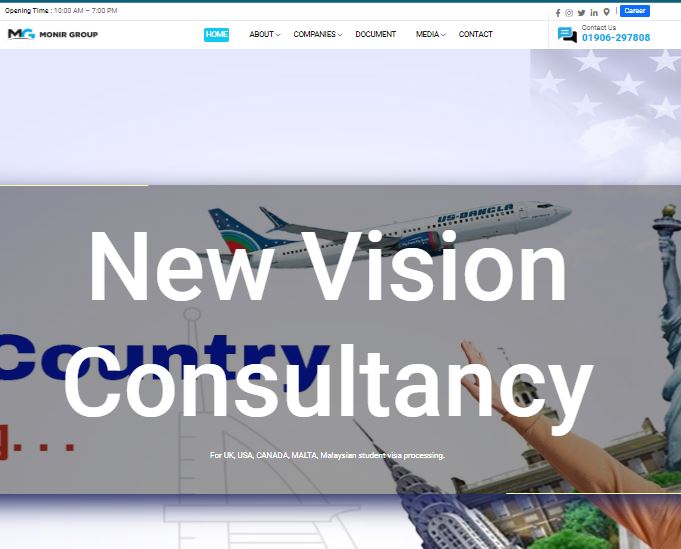 Opening Time : 10:00 AM – 7:00 PM
Career
MG MONIR GROUP
HOME ABOUT COMPANIES DOCUMENT MEDIA CONTACT
Contact Us
01906-297808
US-BANGLA
New Vision
Country
Consultancy
g. . .
For UK, USA, CANADA, MALTA, Malaysian student visa processing.